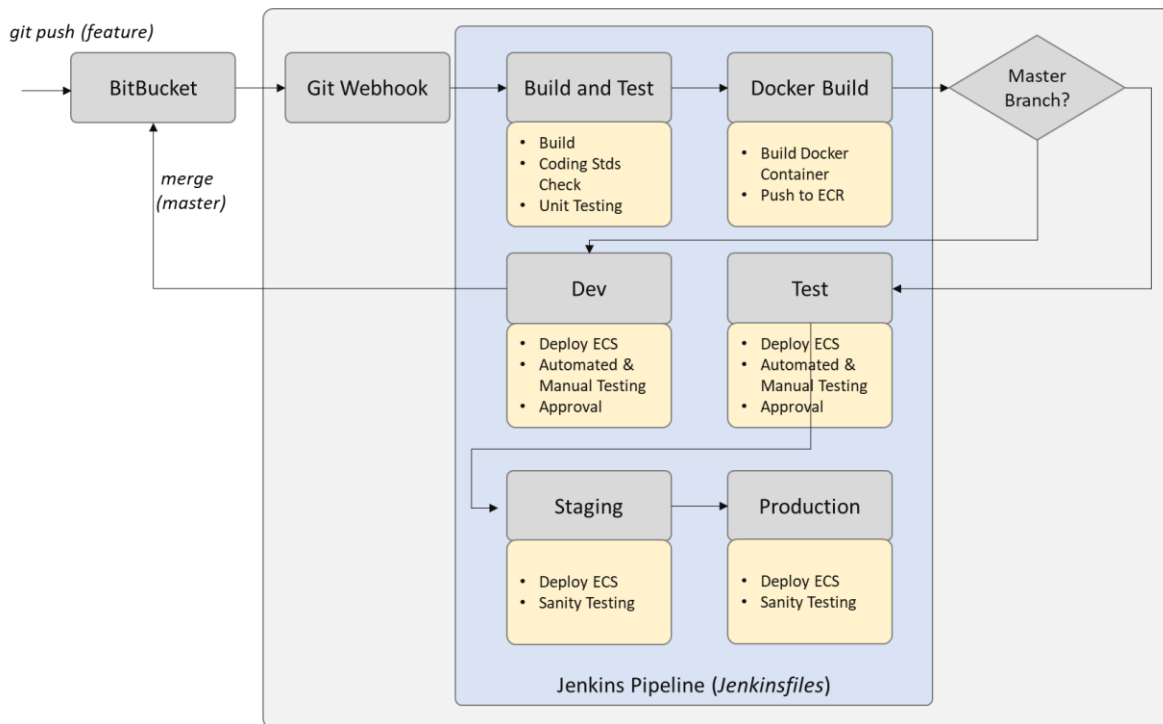 git push (feature)
BitBucket
Git Webhook
Build and Test
Docker Build
Master
Branch?
• Build
• Coding Stds
Check
• Unit Testing
• Build Docker
Container
• Push to ECR
merge
(master)
Dev
Test
• Deploy ECS
• Automated &
Manual Testing
• Approval
• Deploy ECS
• Automated &
Manual Testing
• Approval
Staging
Production
• Deploy ECS
• Sanity Testing
• Deploy ECS
• Sanity Testing
Jenkins Pipeline (Jenkinsfiles)